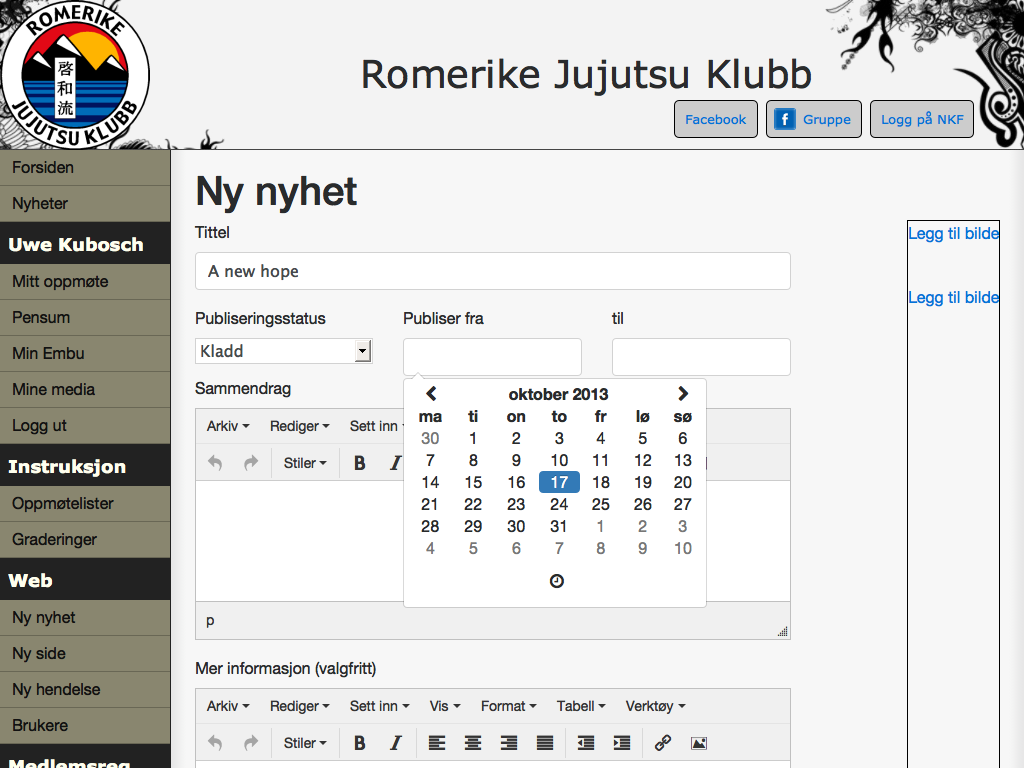 ROMERIKE
啓和流
JUJUTSU KLUBB
Romerike Jujutsu Klubb
Facebook
f Gruppe
Logg på NKF
Forsiden
Nyheter
Uwe Kubosch
Mitt oppmøte
Pensum
Min Embu
Mine media
Logg ut
Instruksjon
Oppmøtelister
Graderinger
Web
Ny nyhet
Ny side
Ny hendelse
Brukere
Medlemsreg
Ny nyhet
Tittel
A new hope
Publiseringsstatus Publiser fra til
Kladd
Sammendrag
Arkiv Rediger Sett inn
Stiler B I
oktober 2013
ma ti on to fr lø sø
30 1 2 3 4 5 6
7 8 9 10 11 12 13
14 15 16 17 18 19 20
21 22 23 24 25 26 27
28 29 30 31 1 2 3
4 5 6 7 8 9 10
p
Mer informasjon (valgfritt)
Arkiv Rediger Sett inn Vis Format Tabell Verktøy
Stiler B I
Legg til bilde
Legg til bilde